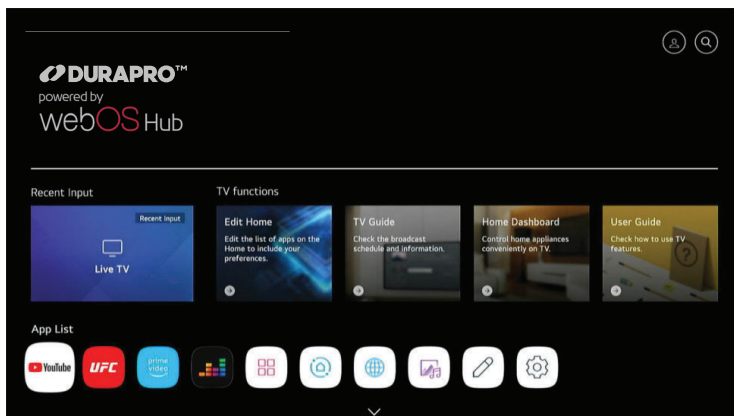 DURAPRO™
powered by
webOS Hub
Recent Input
TV functions
Recent Input
Live TV
Edit Home
Edit the list of apps on the
Home to include your
preferences.
TV Guide
Check the broadcast
schedule and information.
Home Dashboard
Control home appliances
conveniently on TV.
User Guide
Check how to use TV
features.
?
App List
YouTube
UFC
prime
video